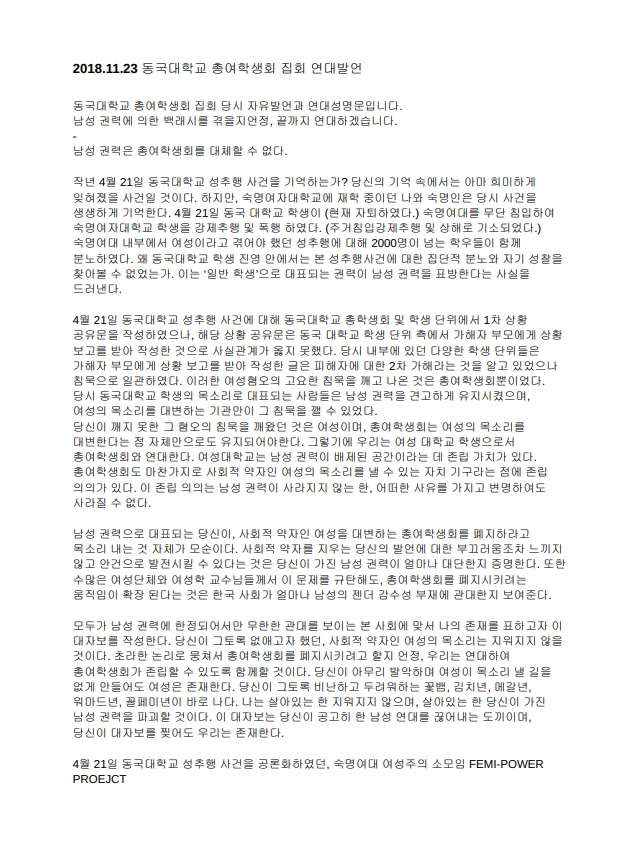 2018.11.23 동국대학교 총여학생회 집회 연대발언
동국대학교 총여학생회 집회 당시 자유발언과 연대성명문입니다.
남성 권력에 의한 백래시를 겪을지언정, 끝까지 연대하겠습니다.
-
남성 권력은 총여학생회를 대체할 수 없다.
작년 4월 21일 동국대학교 성추행 사건을 기억하는가? 당신의 기억 속에서는 아마 희미하게
잊혀졌을 사건일 것이다. 하지만, 숙명여자대학교에 재학 중이던 나와 숙명인은 당시 사건을
생생하게 기억한다. 4월 21일 동국 대학교 학생이 (현재 자퇴하였다.) 숙명여대를 무단 침입하여
숙명여자대학교 학생을 강제추행 및 폭행 하였다. (주거침입강제추행 및 상해로 기소되었다.)
숙명여대 내부에서 여성이라고 겪어야 했던 성추행에 대해 2000명이 넘는 학우들이 함께
분노하였다. 왜 동국대학교 학생 진영 안에서는 본 성추행사건에 대한 집단적 분노와 자기 성찰을
찾아볼 수 없었는가. 이는 ‘일반 학생’으로 대표되는 권력이 남성 권력을 표방한다는 사실을
드러낸다.
4월 21일 동국대학교 성추행 사건에 대해 동국대학교 총학생회 및 학생 단위에서 1차 상황
공유문을 작성하였으나, 해당 상황 공유문은 동국 대학교 학생 단위 측에서 가해자 부모에게 상황
보고를 받아 작성한 것으로 사실관계가 옳지 못했다. 당시 내부에 있던 다양한 학생 단위들은
가해자 부모에게 상황 보고를 받아 작성한 글은 피해자에 대한 2차 가해라는 것을 알고 있었으나
침묵으로 일관하였다. 이러한 여성혐오의 고요한 침묵을 깨고 나온 것은 총여학생회뿐이었다.
당시 동국대학교 학생의 목소리로 대표되는 사람들은 남성 권력을 견고하게 유지시켰으며,
여성의 목소리를 대변하는 기관만이 그 침묵을 깰 수 있었다.
당신이 깨지 못한 그 혐오의 침묵을 깨왔던 것은 여성이며, 총여학생회는 여성의 목소리를
대변한다는 점 자체만으로도 유지되어야한다. 그렇기에 우리는 여성 대학교 학생으로서
총여학생회와 연대한다. 여성대학교는 남성 권력이 배제된 공간이라는 데 존립 가치가 있다.
총여학생회도 마찬가지로 사회적 약자인 여성의 목소리를 낼 수 있는 자치 기구라는 점에 존립
의의가 있다. 이 존립 의의는 남성 권력이 사라지지 않는 한, 어떠한 사유를 가지고 변명하여도
사라질 수 없다.
남성 권력으로 대표되는 당신이, 사회적 약자인 여성을 대변하는 총여학생회를 폐지하라고
목소리 내는 것 자체가 모순이다. 사회적 약자를 지우는 당신의 발언에 대한 부끄러움조차 느끼지
않고 안건으로 발전시킬 수 있다는 것은 당신이 가진 남성 권력이 얼마나 대단한지 증명한다. 또한
수많은 여성단체와 여성학 교수님들께서 이 문제를 규탄해도, 총여학생회를 폐지시키려는
움직임이 확장 된다는 것은 한국 사회가 얼마나 남성의 젠더 감수성 부재에 관대한지 보여준다.
모두가 남성 권력에 한정되어서만 무한한 관대를 보이는 본 사회에 맞서 나의 존재를 표하고자 이
대자보를 작성한다. 당신이 그토록 없애고자 했던, 사회적 약자인 여성의 목소리는 지워지지 않을
것이다. 초라한 논리로 뭉쳐서 총여학생회를 폐지시키려고 할지 언정, 우리는 연대하여
총여학생회가 존립할 수 있도록 함께할 것이다. 당신이 아무리 발악하며 여성이 목소리 낼 길을
없게 만들어도 여성은 존재한다. 당신이 그토록 비난하고 두려워하는 꽃뱀, 김치년, 메갈년,
워마드년, 꼴페미년이 바로 나다. 나는 살아있는 한 지워지지 않으며, 살아있는 한 당신이 가진
남성 권력을 파괴할 것이다. 이 대자보는 당신이 공고히 한 남성 연대를 끊어내는 도끼이며,
당신이 대자보를 찢어도 우리는 존재한다.
4월 21일 동국대학교 성추행 사건을 공론화하였던, 숙명여대 여성주의 소모임 FEMI-POWER
PROEJCT